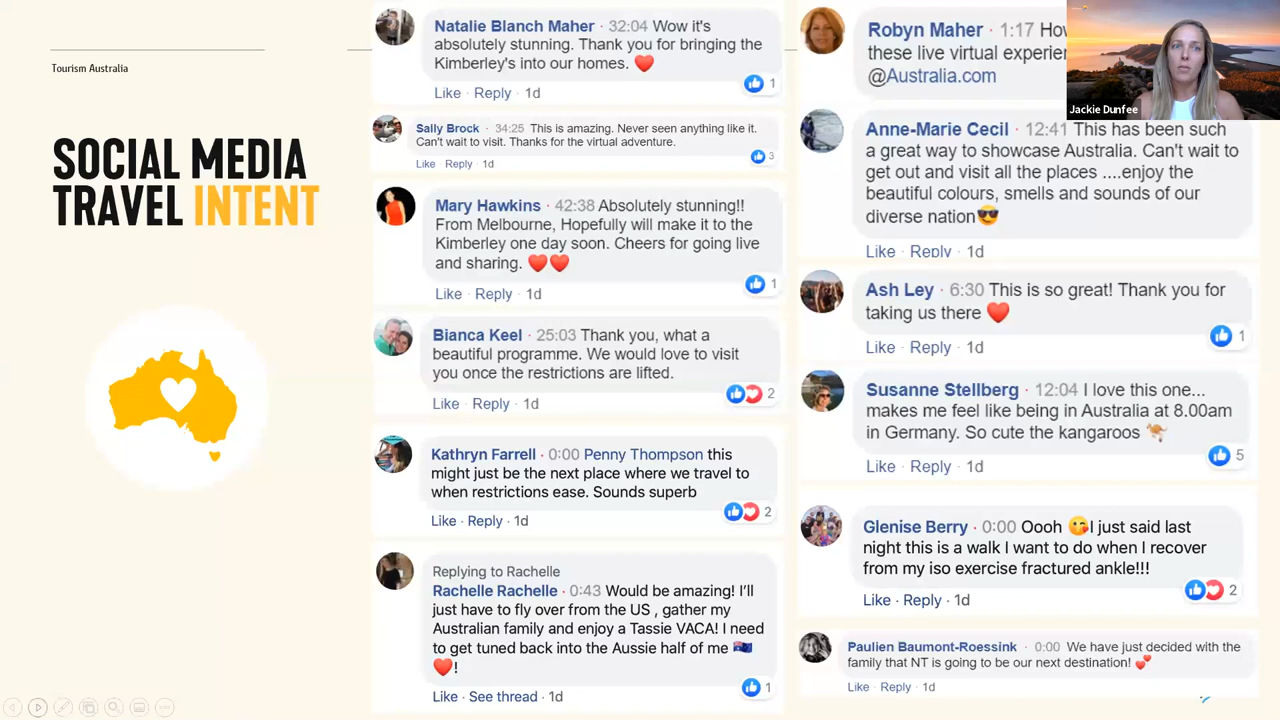 Tourism Australia
SOCIAL MEDIA
TRAVEL INTENT
Natalie Blanch Maher · 32:04 Wow it's
absolutely stunning. Thank you for bringing the
Kimberley's into our homes. ❤️
1
Like · Reply · 1d
Sally Brock · 34:25 This is amazing. Never seen anything like it.
Can't wait to visit. Thanks for the virtual adventure.
3
Like · Reply · 1d
Mary Hawkins · 42:38 Absolutely stunning!!
From Melbourne, Hopefully will make it to the
Kimberley one day soon. Cheers for going live
and sharing. ❤️❤️
1
Like · Reply · 1d
Bianca Keel · 25:03 Thank you, what a
beautiful programme. We would love to visit
you once the restrictions are lifted.
2
Like · Reply · 1d
Kathryn Farrell · 0:00 Penny Thompson this
might just be the next place where we travel to
when restrictions ease. Sounds superb
2
Like · Reply · 1d
Replying to Rachelle
Rachelle Rachelle · 0:43 Would be amazing! I'll
just have to fly over from the US , gather my
Australian family and enjoy a Tassie VACA! I need
to get tuned back into the Aussie half of me 🇦🇺
❤️!
1
Like · See thread · 1d
Robyn Maher · 1:17
these live virtual
@Australia.com
Jackie Dunfee
Anne-Marie Cecil · 12:41 This has been such
a great way to showcase Australia. Can't wait to
get out and visit all the places ....enjoy the
beautiful colours, smells and sounds of our
diverse nation😎
Like · Reply · 1d
Ash Ley · 6:30 This is so great! Thank you for
taking us there ❤️
1
Like · Reply · 1d
Susanne Stellberg · 12:04 I love this one...
makes me feel like being in Australia at 8.00am
in Germany. So cute the kangaroos 🦘
5
Like · Reply · 1d
Glenise Berry · 0:00 Oooh 😘I just said last
night this is a walk I want to do when I recover
from my iso exercise fractured ankle!!!
2
Like · Reply · 1d
Paulien Baumont-Roessink · 0:00 We have just decided with the
family that NT is going to be our next destination! 💕
Like · Reply · 1d